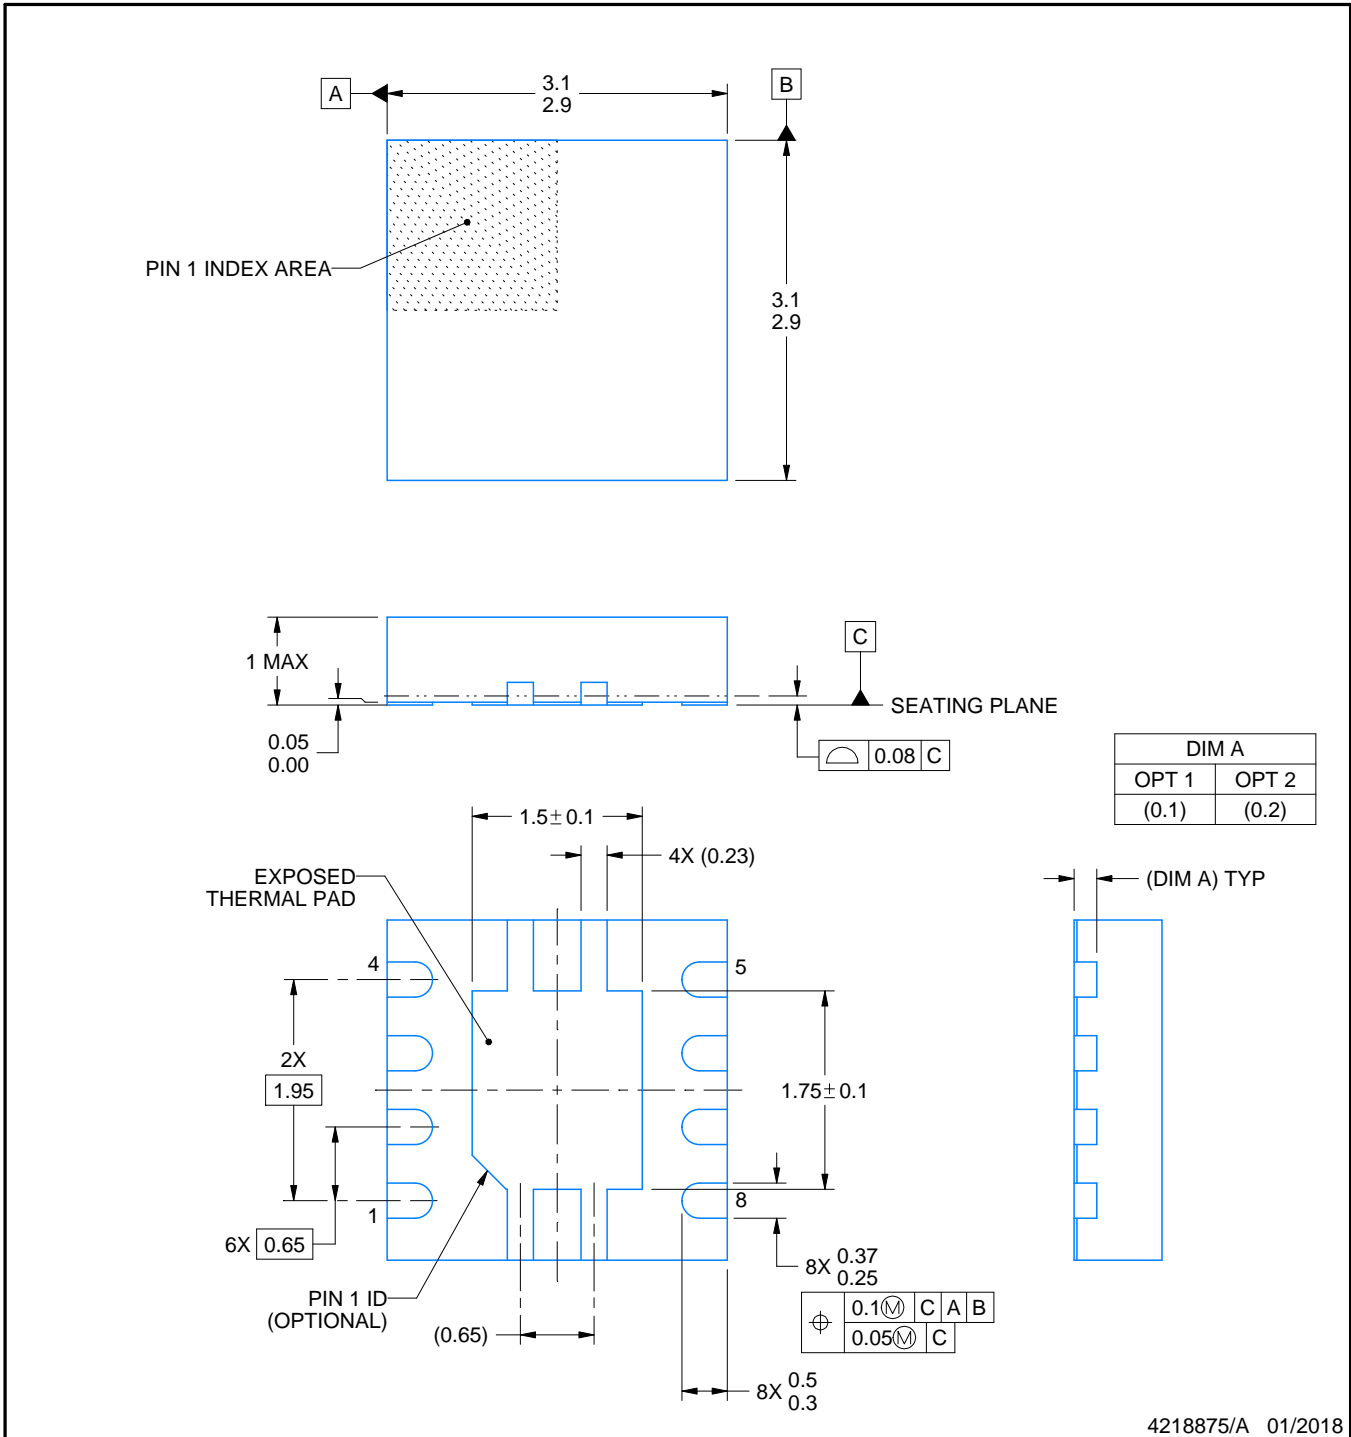 A
3.1
2.9
B
PIN 1 INDEX AREA
3.1
2.9
1 MAX
C
SEATING PLANE
0.05
0.00
0.08 C
DIM A
OPT 1 OPT 2
(0.1) (0.2)
1.5± 0.1
4X (0.23)
EXPOSED
THERMAL PAD
(DIM A) TYP
4
5
2X
1.95
1.75± 0.1
1
8
6X 0.65
8X 0.37
0.25
PIN 1 ID
(OPTIONAL)
0.1Ⓜ C A B
0.05Ⓜ C
(0.65)
8X 0.5
0.3
4218875/A 01/2018